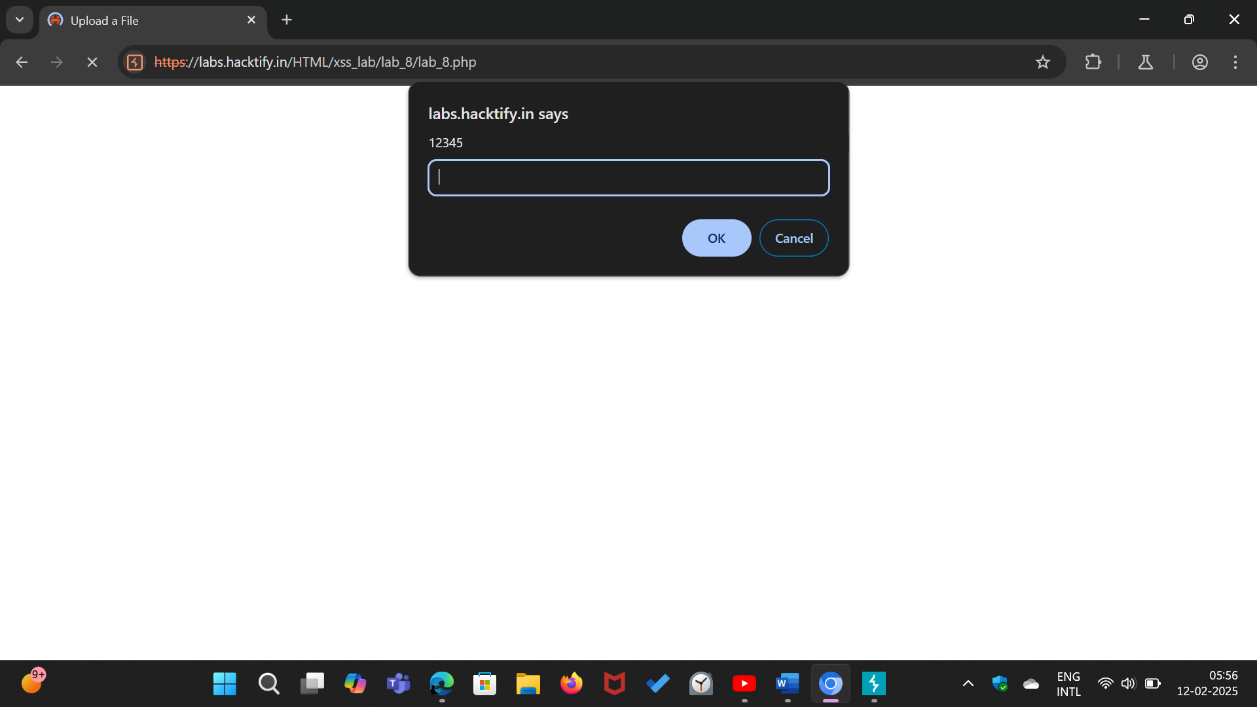 Upload a File
https://labs.hacktify.in/HTML/xss_lab/lab_8/lab_8.php
labs.hacktify.in says
12345
OK Cancel
9+
ENG
INTL
05:56
12-02-2025